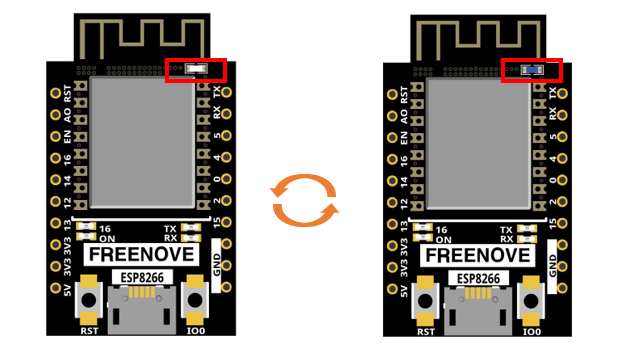 RST TX
AO RX
EN 5
16 4
14 0
12 2
13 16 TX 15
3V3 ON RX
3V3 FREENOVE GND
5V ESP8266
RST IO0
RST TX
AO RX
EN 5
16 4
14 0
12 2
13 16 TX 15
3V3 ON RX
3V3 FREENOVE GND
5V ESP8266
RST IO0